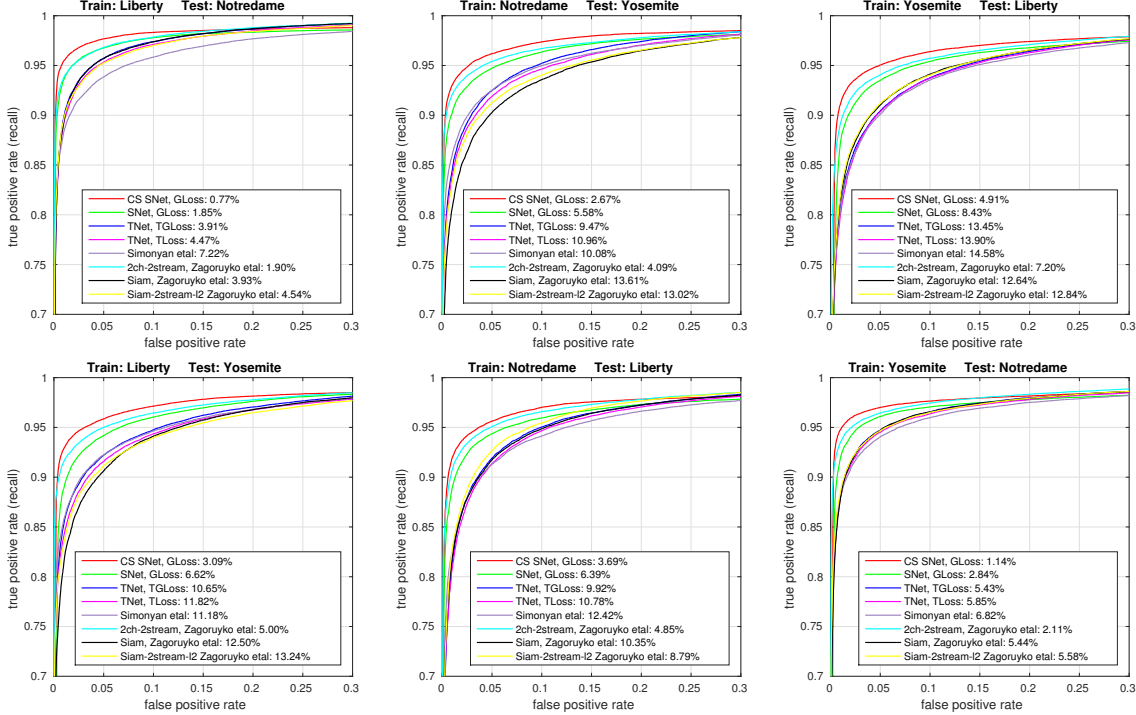 Train: Liberty Test: Notredame
1
0.95
0.9
0.85
0.8
0.75
0.7
true positive rate (recall)
CS SNet, GLoss: 0.77%
SNet, GLoss: 1.85%
TNet, TGLoss: 3.91%
TNet, TLoss: 4.47%
Simonyan etal: 7.22%
2ch-2stream, Zagoruyko etal: 1.90%
Siam, Zagoruyko etal: 3.93%
Siam-2stream-l2 Zagoruyko etal: 4.54%
0 0.05 0.1 0.15 0.2 0.25 0.3
false positive rate
Train: Notredame Test: Yosemite
1
0.95
0.9
0.85
0.8
0.75
0.7
true positive rate (recall)
CS SNet, GLoss: 2.67%
SNet, GLoss: 5.58%
TNet, TGLoss: 9.47%
TNet, TLoss: 10.96%
Simonyan etal: 10.08%
2ch-2stream, Zagoruyko etal: 4.09%
Siam, Zagoruyko etal: 13.61%
Siam-2stream-l2 Zagoruyko etal: 13.02%
0 0.05 0.1 0.15 0.2 0.25 0.3
false positive rate
Train: Yosemite Test: Liberty
1
0.95
0.9
0.85
0.8
0.75
0.7
true positive rate (recall)
CS SNet, GLoss: 4.91%
SNet, GLoss: 8.43%
TNet, TGLoss: 13.45%
TNet, TLoss: 13.90%
Simonyan etal: 14.58%
2ch-2stream, Zagoruyko etal: 7.20%
Siam, Zagoruyko etal: 12.64%
Siam-2stream-l2 Zagoruyko etal: 12.84%
0 0.05 0.1 0.15 0.2 0.25 0.3
false positive rate
Train: Liberty Test: Yosemite
1
0.95
0.9
0.85
0.8
0.75
0.7
true positive rate (recall)
CS SNet, GLoss: 3.09%
SNet, GLoss: 6.62%
TNet, TGLoss: 10.65%
TNet, TLoss: 11.82%
Simonyan etal: 11.18%
2ch-2stream, Zagoruyko etal: 5.00%
Siam, Zagoruyko etal: 12.50%
Siam-2stream-l2 Zagoruyko etal: 13.24%
0 0.05 0.1 0.15 0.2 0.25 0.3
false positive rate
Train: Notredame Test: Liberty
1
0.95
0.9
0.85
0.8
0.75
0.7
true positive rate (recall)
CS SNet, GLoss: 3.69%
SNet, GLoss: 6.39%
TNet, TGLoss: 9.92%
TNet, TLoss: 10.78%
Simonyan etal: 12.42%
2ch-2stream, Zagoruyko etal: 4.85%
Siam, Zagoruyko etal: 10.35%
Siam-2stream-l2 Zagoruyko etal: 8.79%
0 0.05 0.1 0.15 0.2 0.25 0.3
false positive rate
Train: Yosemite Test: Notredame
1
0.95
0.9
0.85
0.8
0.75
0.7
true positive rate (recall)
CS SNet, GLoss: 1.14%
SNet, GLoss: 2.84%
TNet, TGLoss: 5.43%
TNet, TLoss: 5.85%
Simonyan etal: 6.82%
2ch-2stream, Zagoruyko etal: 2.11%
Siam, Zagoruyko etal: 5.44%
Siam-2stream-l2 Zagoruyko etal: 5.58%
0 0.05 0.1 0.15 0.2 0.25 0.3
false positive rate